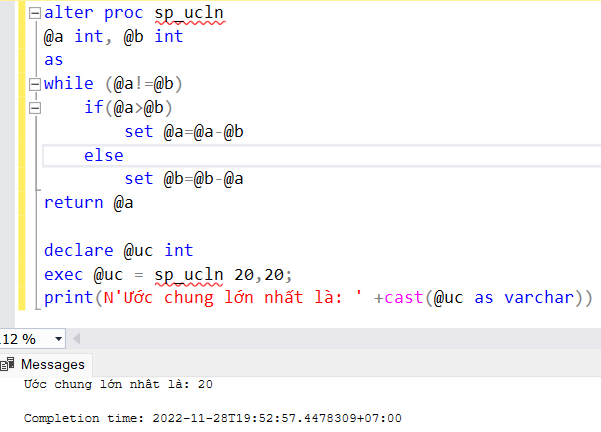 alter proc sp_ucln
@a int, @b int
as
while (@a!=@b)
    if(@a>@b)
        set @a=@a-@b
    else
        set @b=@b-@a
return @a

declare @uc int
exec @uc = sp_ucln 20,20;
print(N'Ước chung lớn nhất là: ' +cast(@uc as varchar))
12 %
Messages
Ước chung lớn nhất là: 20
Completion time: 2022-11-28T19:52:57.4478309+07:00